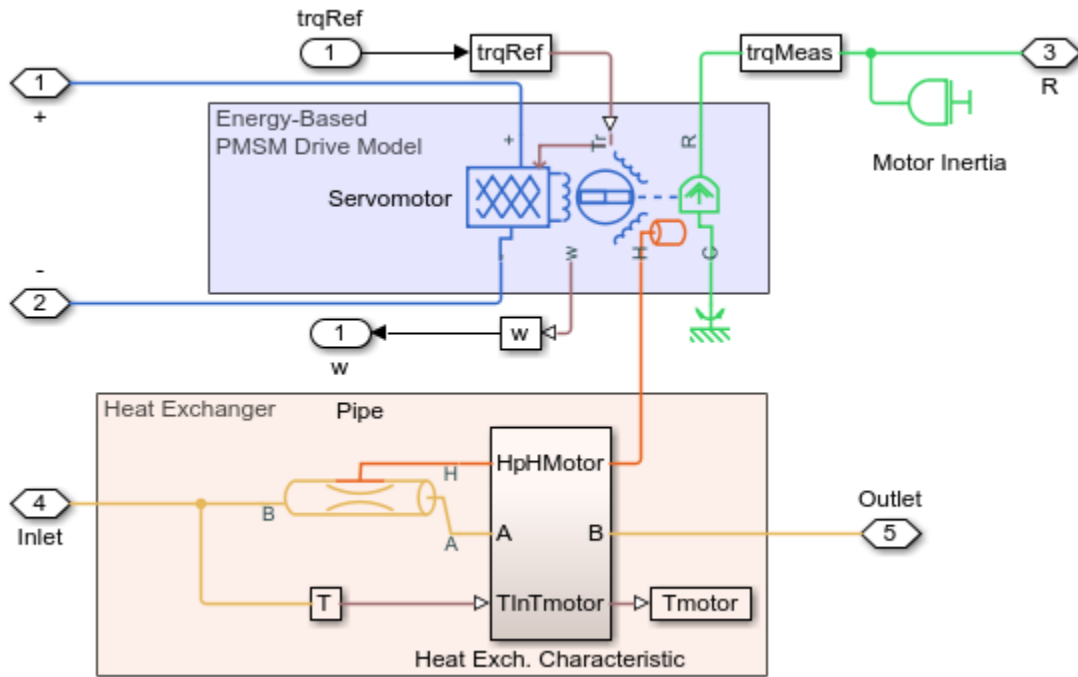 trqRef
1
trqRef
trqMeas
3
R
1
+
Energy-Based
PMSM Drive Model
+
Tr
R
Motor Inertia
Servomotor
-
-
w
H
C
2
1
w
w
Heat Exchanger
Pipe
HpHMotor
H
4
Inlet
B
A
A
B
Outlet
5
T
TInTmotor
Tmotor
Heat Exch. Characteristic